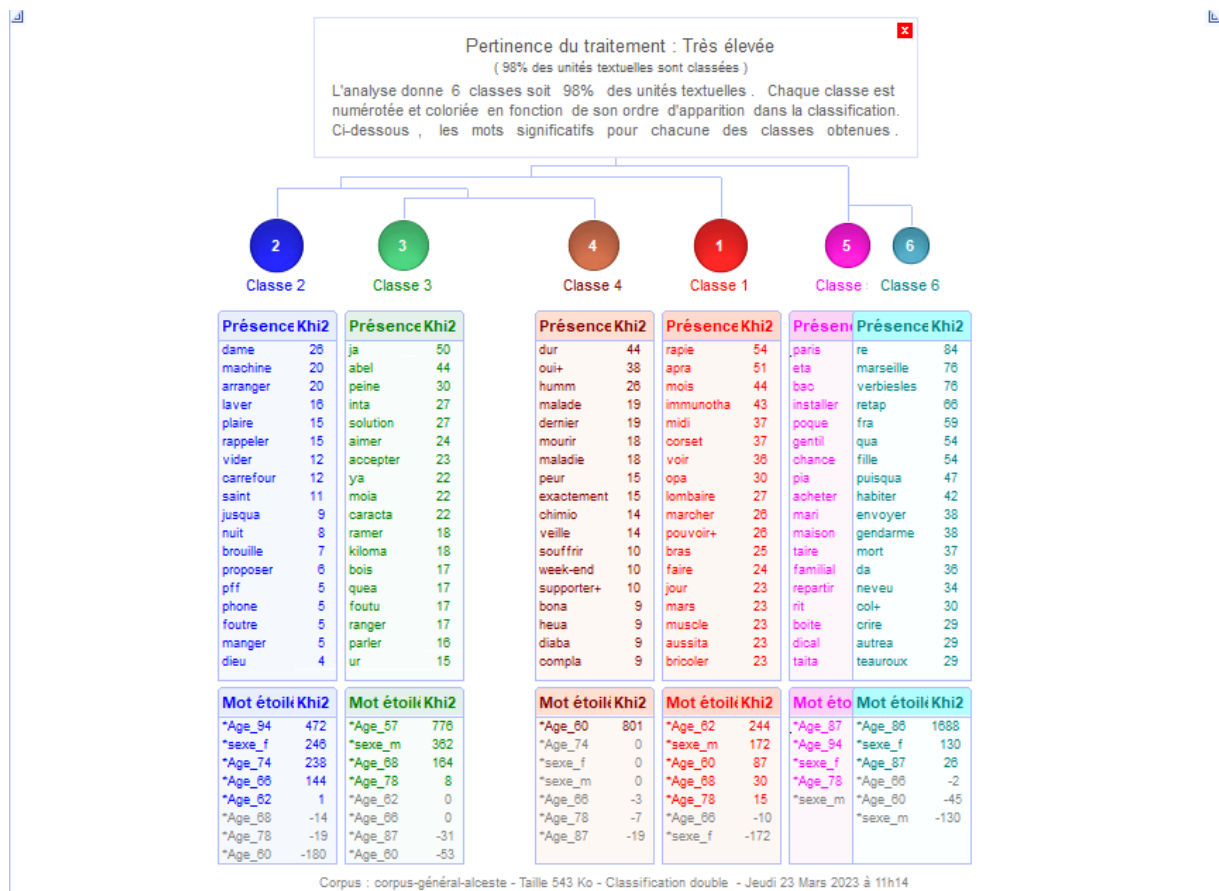 Pertinence du traitement : Très élevée
( 98% des unités textuelles sont classées )
L'analyse donne 6 classes soit 98% des unités textuelles . Chaque classe est
numérotée et coloriée en fonction de son ordre d'apparition dans la classification.
Ci-dessous , les mots significatifs pour chacune des classes obtenues .
x
2 3 4 1 5 6
Classe 2 Classe 3 Classe 4 Classe 1 Classe Classe 6
Présence Khi2 Présence Khi2 Présence Khi2 Présence Khi2 Présen Présence Khi2
dame 26 ja 50 dur 44 rapie 54 paris re 84
machine 20 abel 44 oui+ 38 apra 51 eta marseille 76
arranger 20 peine 30 humm 26 mois 44 bac verbiesles 76
laver 16 inta 27 malade 19 immunotha 43 installer retap 66
plaire 15 solution 27 dernier 19 midi 37 poque fra 59
rappeler 15 aimer 24 mourir 18 corset 37 gentil qua 54
vider 12 accepter 23 maladie 18 voir 36 chance fille 54
carrefour 12 ya 22 peur 15 opa 30 pia puisqua 47
saint 11 moia 22 exactement 15 lombaire 27 acheter habiter 42
jusqua 9 caracta 22 chimio 14 marcher 26 mari envoyer 38
nuit 8 ramer 18 veille 14 pouvoir+ 26 maison gendarme 38
brouille 7 kiloma 18 souffrir 10 bras 25 taire mort 37
proposer 6 bois 17 week-end 10 faire 24 familial da 36
pff 5 quea 17 supporter+ 10 jour 23 repartir neveu 34
phone 5 foutu 17 bona 9 mars 23 rit col+ 30
foutre 5 ranger 17 heua 9 muscle 23 boite crire 29
manger 5 parler 16 diaba 9 aussita 23 dical autrea 29
dieu 4 ur 15 compla 9 bricoler 23 taita teauroux 29
Mot étoilé Khi2 Mot étoilé Khi2 Mot étoilé Khi2 Mot étoilé Khi2 Mot éto Mot étoilé Khi2
*Age_94 472 *Age_57 776 *Age_60 801 *Age_62 244 *Age_87 *Age_86 1688
*sexe_f 246 *sexe_m 362 *Age_74 0 *sexe_m 172 *Age_94 *sexe_f 130
*Age_74 238 *Age_68 164 *sexe_f 0 *Age_60 87 *sexe_f *Age_87 26
*Age_66 144 *Age_78 8 *sexe_m 0 *Age_68 30 *Age_78 *Age_66 -2
*Age_62 1 *Age_62 0 *Age_66 -3 *Age_78 15 *sexe_m *Age_60 -45
*Age_68 -14 *Age_66 0 *Age_78 -7 *Age_66 -10 *sexe_m -130
*Age_78 -19 *Age_87 -31 *Age_87 -19 *sexe_f -172
*Age_60 -180 *Age_60 -53
Corpus : corpus-général-alceste - Taille 543 Ko - Classification double - Jeudi 23 Mars 2023 à 11h14